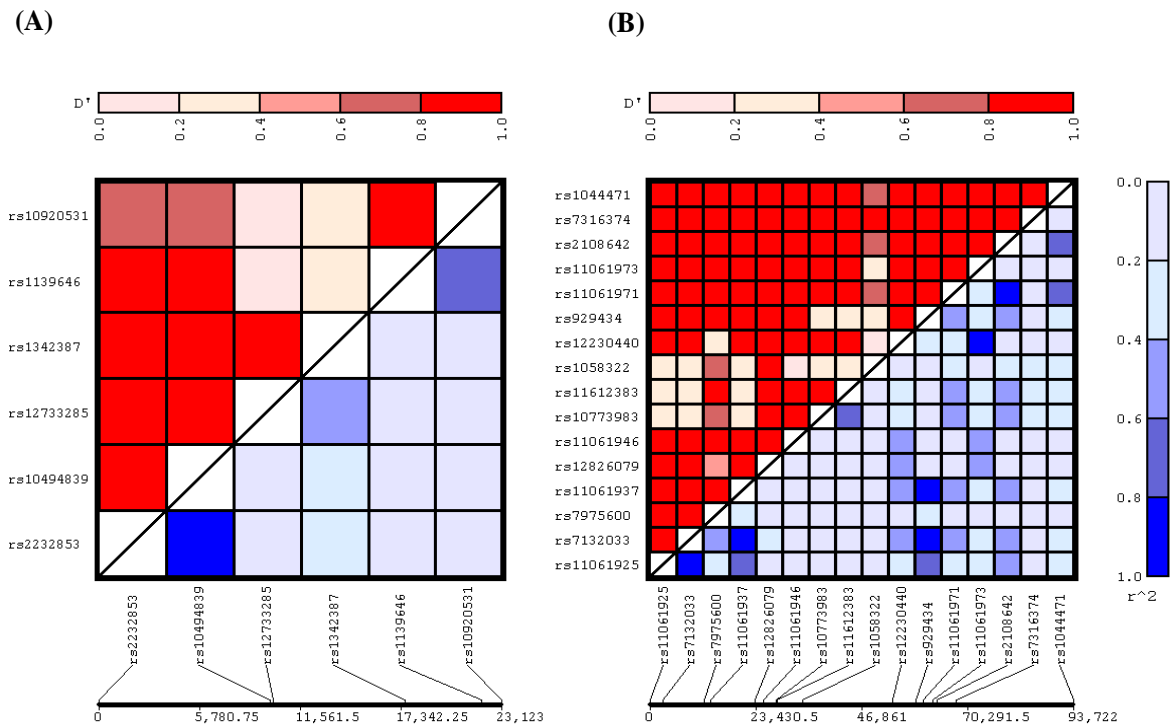 (A)
(B)
D'
0.0
0.2
0.4
0.6
0.8
1.0
D'
0.0
0.2
0.4
0.6
0.8
1.0
rs10920531
rs1139646
rs1342387
rs12733285
rs10494839
rs2232853
rs2232853
rs10494839
rs12733285
rs1342387
rs1139646
rs10920531
0
5,780.75
11,561.5
17,342.25
23,123
rs1044471
rs7316374
rs2108642
rs11061973
rs11061971
rs929434
rs12230440
rs1058322
rs11612383
rs10773983
rs11061946
rs12826079
rs11061937
rs7975600
rs7132033
rs11061925
rs11061925
rs7132033
rs7975600
rs11061937
rs12826079
rs11061946
rs10773983
rs11612383
rs1058322
rs12230440
rs929434
rs11061971
rs11061973
rs2108642
rs7316374
rs1044471
0
23,430.5
46,861
70,291.5
93,722
0.0
0.2
0.4
0.6
0.8
1.0
r^2